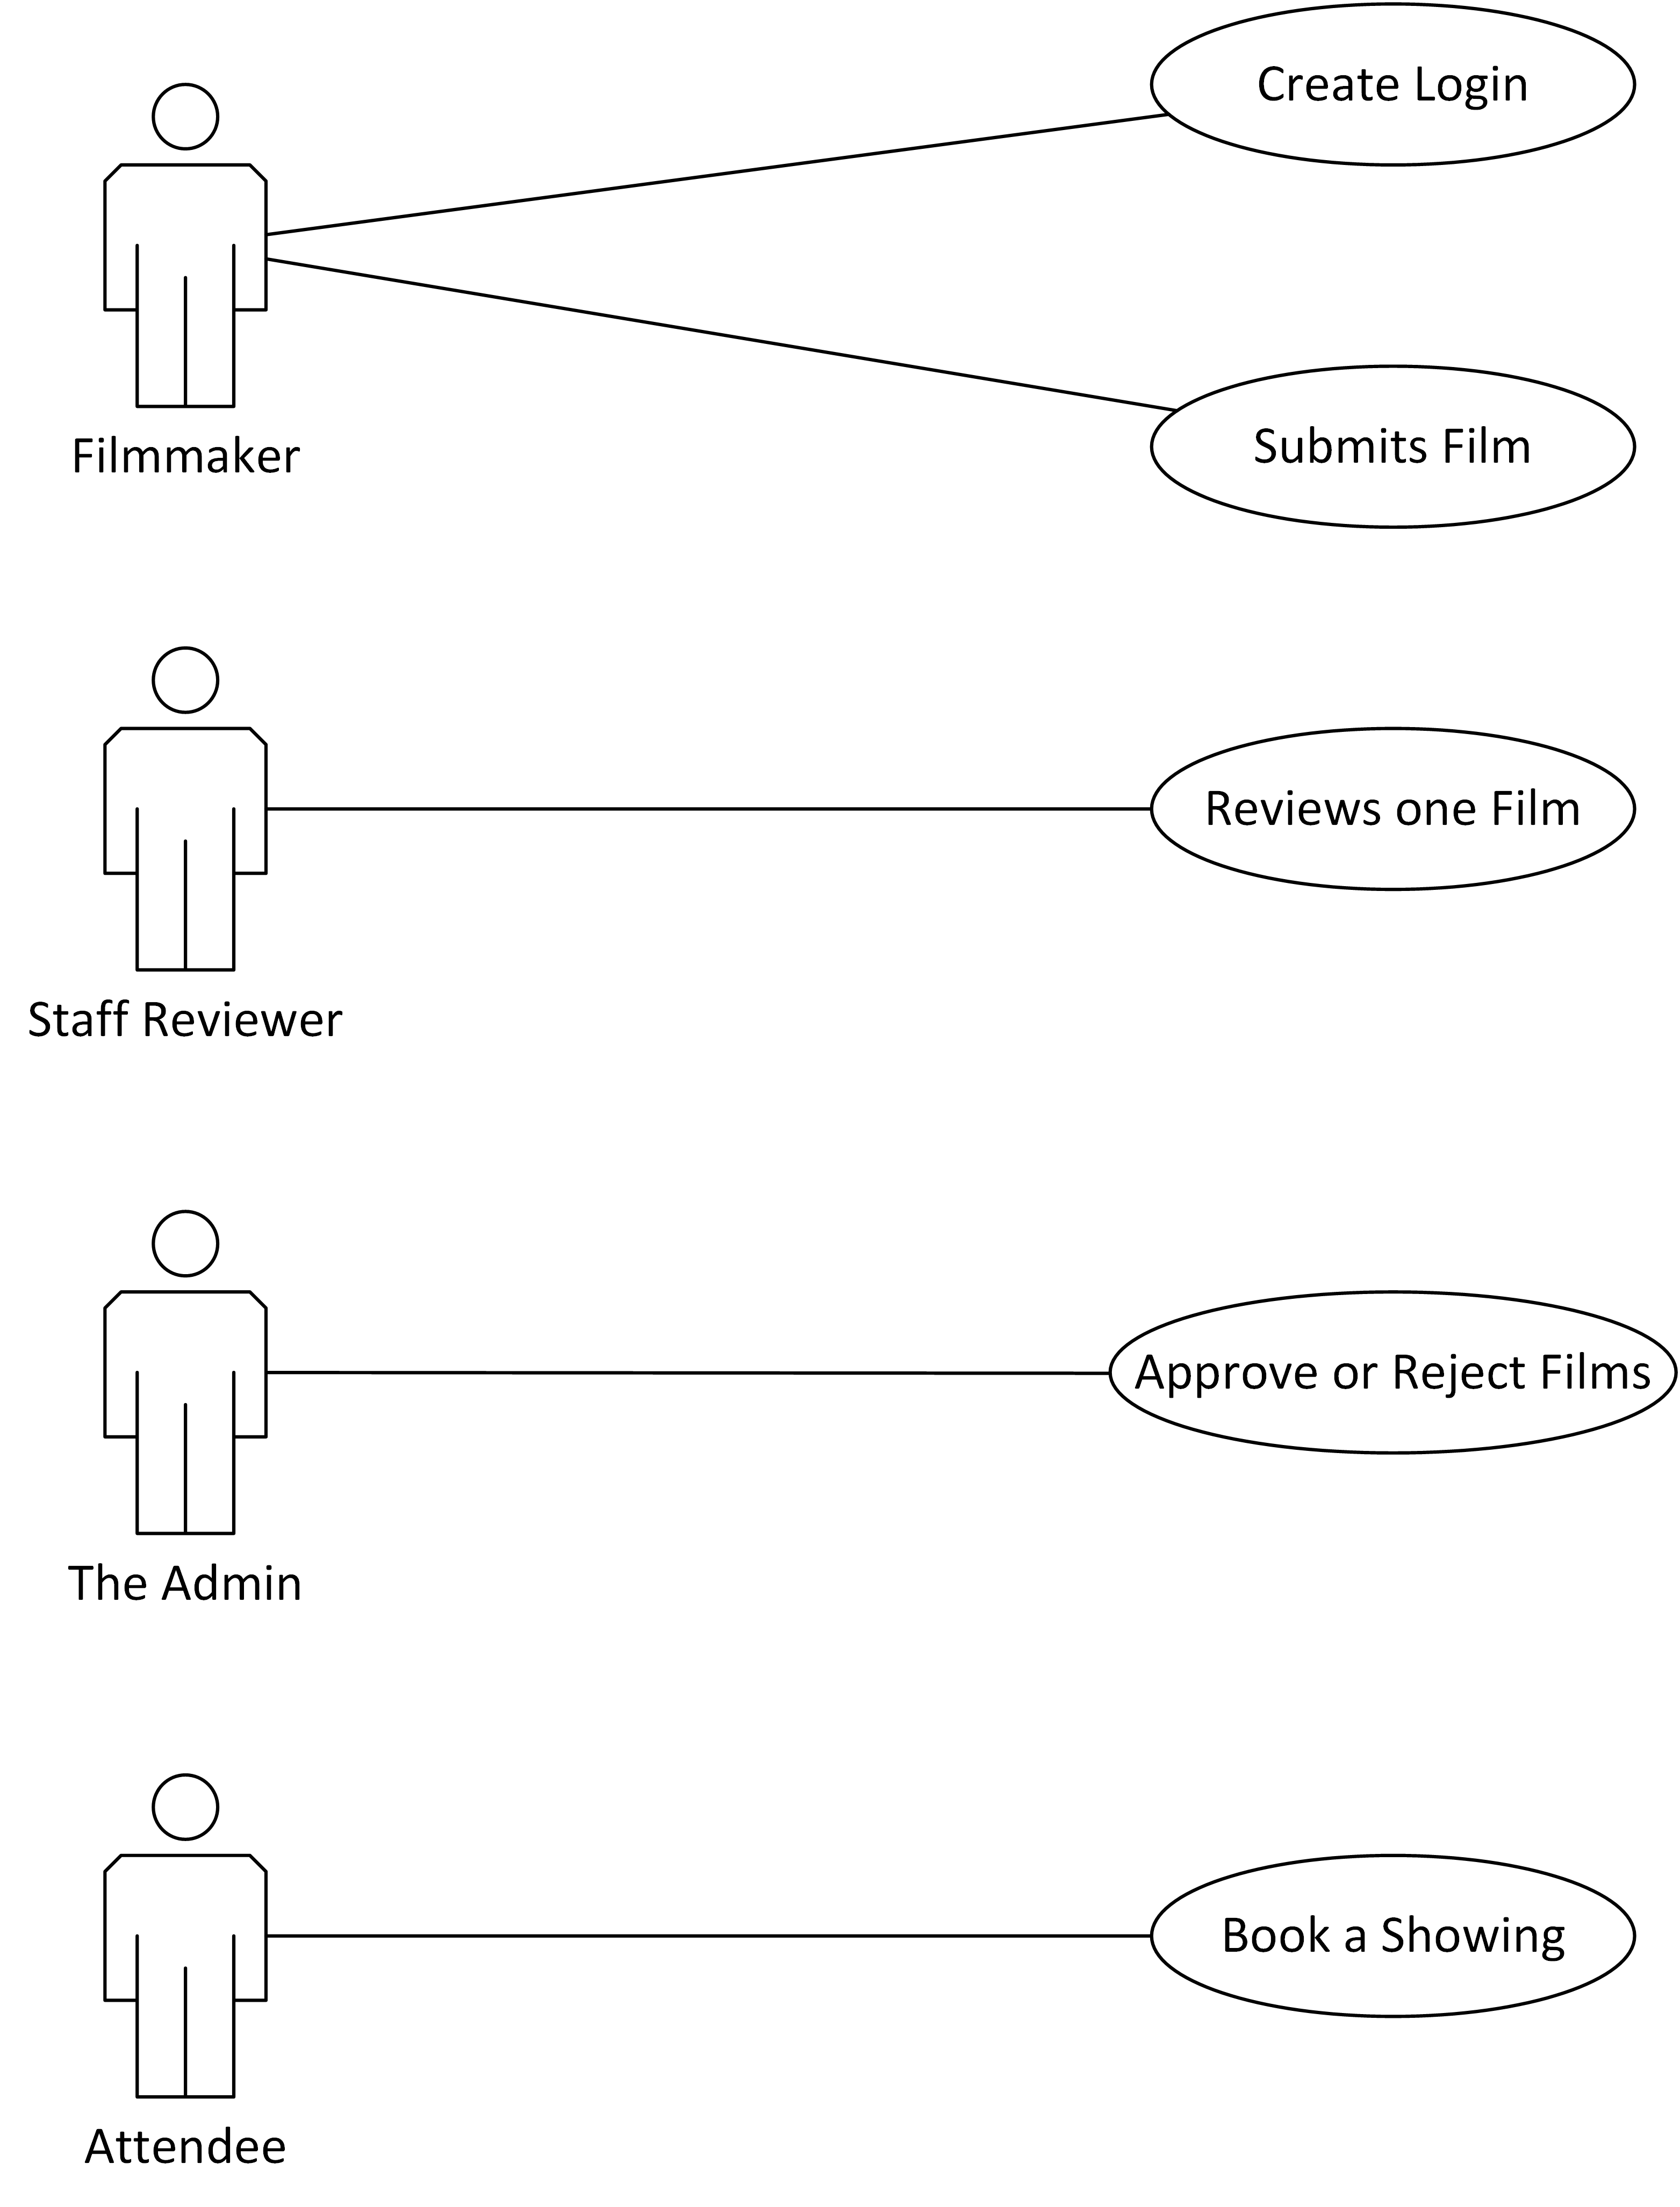 Create Login
Filmmaker
Submits Film
Reviews one Film
Staff Reviewer
Approve or Reject Films
The Admin
Book a Showing
Attendee